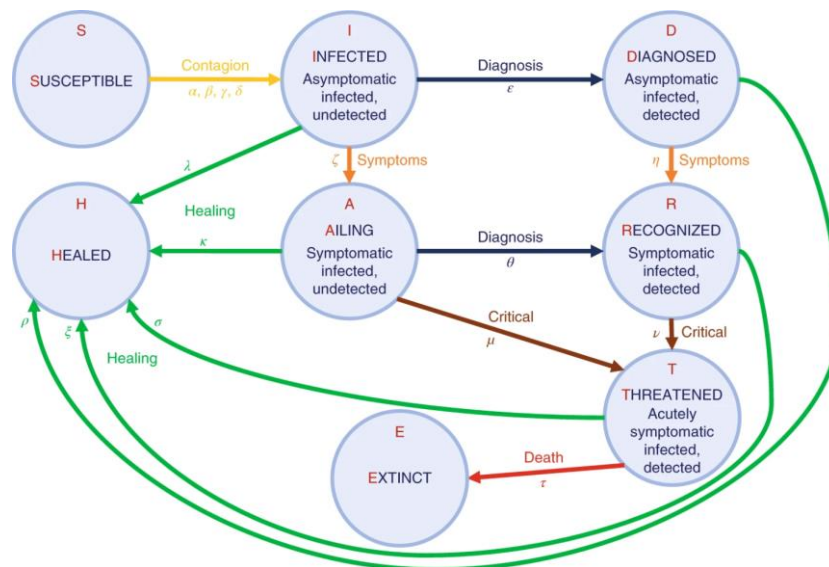 S
SUSCEPTIBLE
Contagion
α, β, γ, δ
I
INFECTED
Asymptomatic
infected,
undetected
Diagnosis
ε
D
DIAGNOSED
Asymptomatic
infected,
detected
λ
ζ Symptoms
η Symptoms
Healing
H
HEALED
κ
A
AILING
Symptomatic
infected,
undetected
Diagnosis
θ
R
RECOGNIZED
Symptomatic
infected,
detected
ρ
ξ
σ
Healing
Critical
μ
ν Critical
T
THREATENED
Acutely
symptomatic
infected,
detected
E
EXTINCT
Death
τ